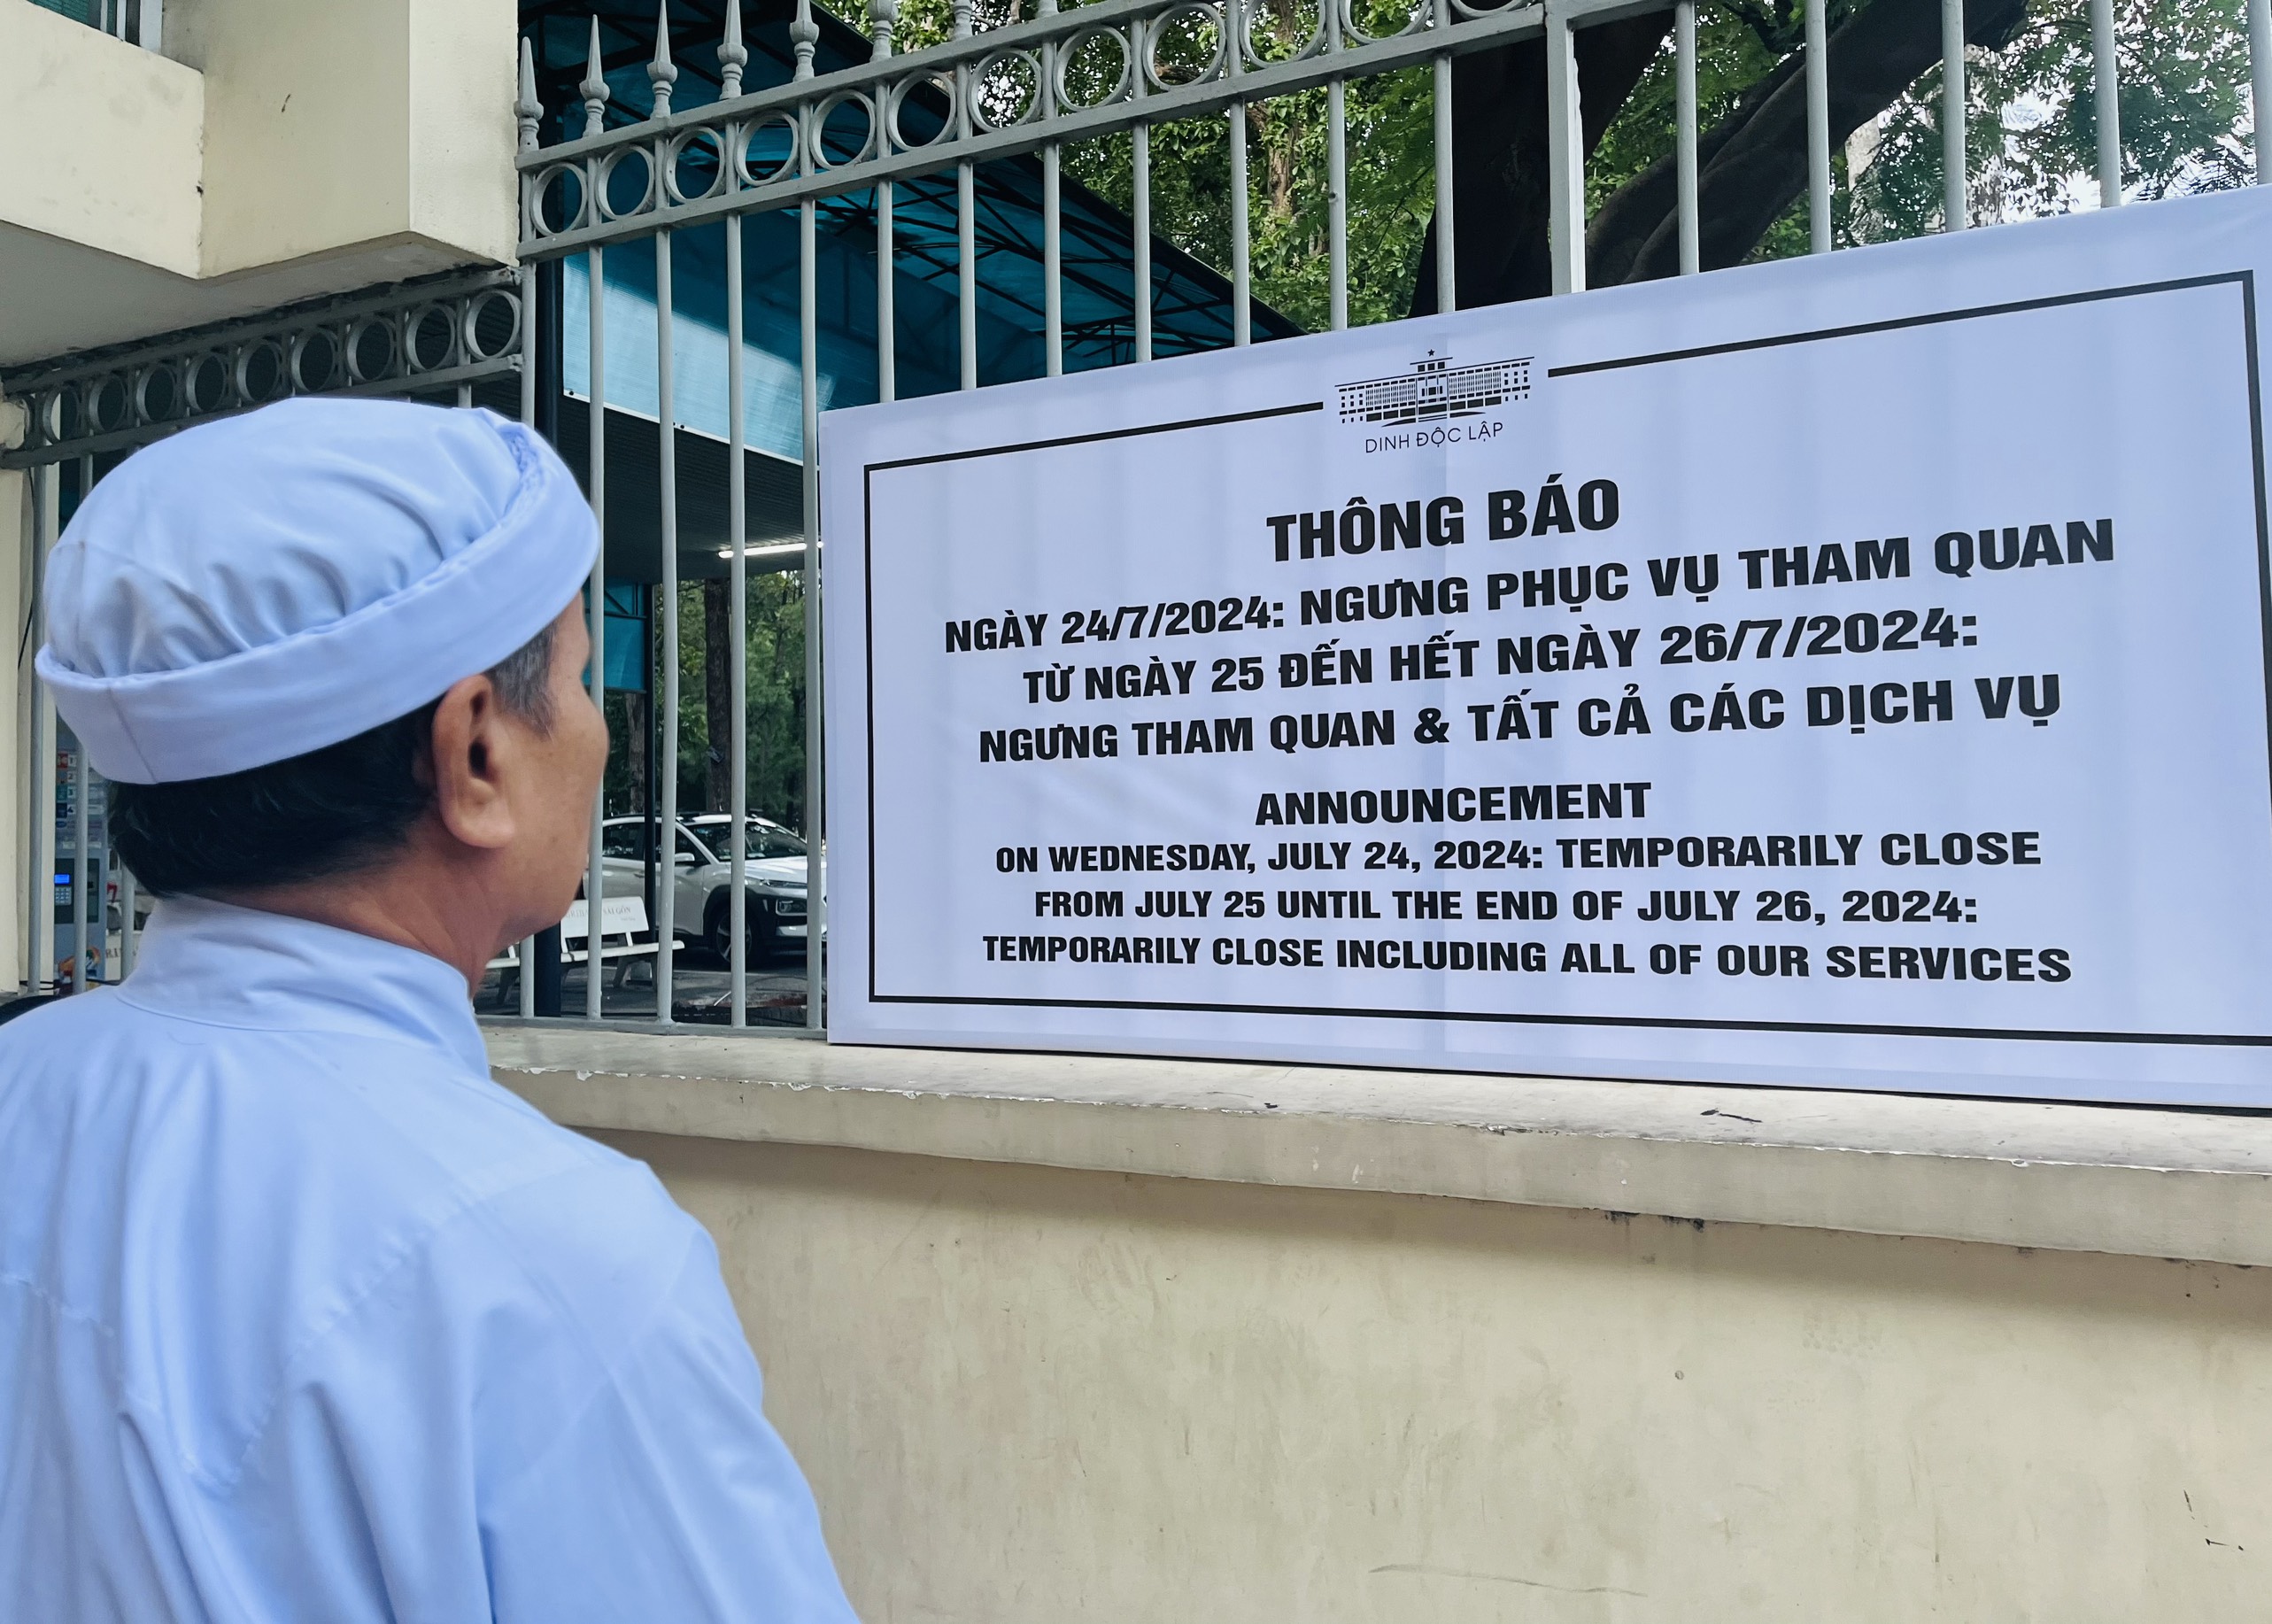 DINH ĐỘC LẬP
THÔNG BÁO
NGÀY 24/7/2024: NGƯNG PHỤC VỤ THAM QUAN
TỪ NGÀY 25 ĐẾN HẾT NGÀY 26/7/2024:
NGƯNG THAM QUAN & TẤT CẢ CÁC DỊCH VỤ
ANNOUNCEMENT
ON WEDNESDAY, JULY 24, 2024: TEMPORARILY CLOSE
FROM JULY 25 UNTIL THE END OF JULY 26, 2024:
TEMPORARILY CLOSE INCLUDING ALL OF OUR SERVICES
SÀI GÒN